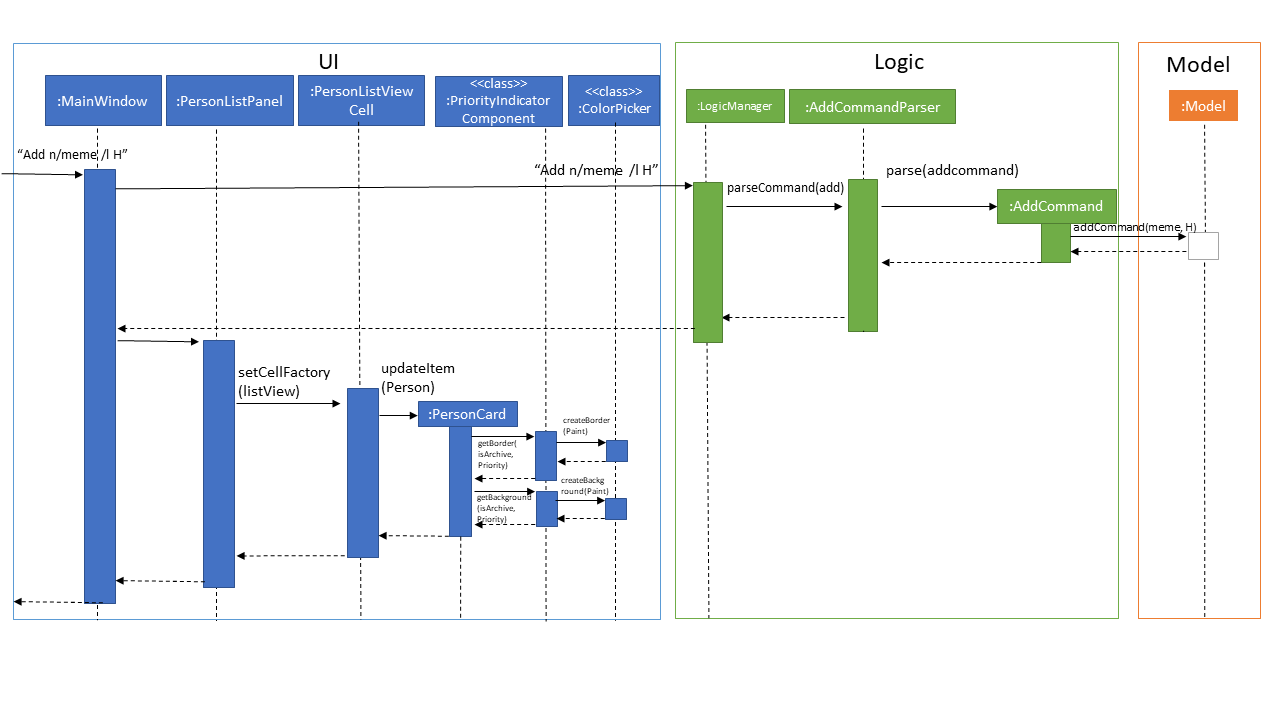 UI
Logic
Model
:MainWindow
:PersonListPanel
:PersonListView
Cell
<<class>>
:PriorityIndicator
Component
<<class>>
:ColorPicker
:LogicManager
:AddCommandParser
:Model
“Add n/meme /l H”
“Add n/meme /l H”
parseCommand(add)
parse(addcommand)
:AddCommand
addCommand(meme, H)
setCellFactory
(listView)
updateItem
(Person)
:PersonCard
createBorder
(Paint)
getBorder(
isArchive,
Priority)
createBackg
round(Paint)
getBackground
(isArchive,
Priority)